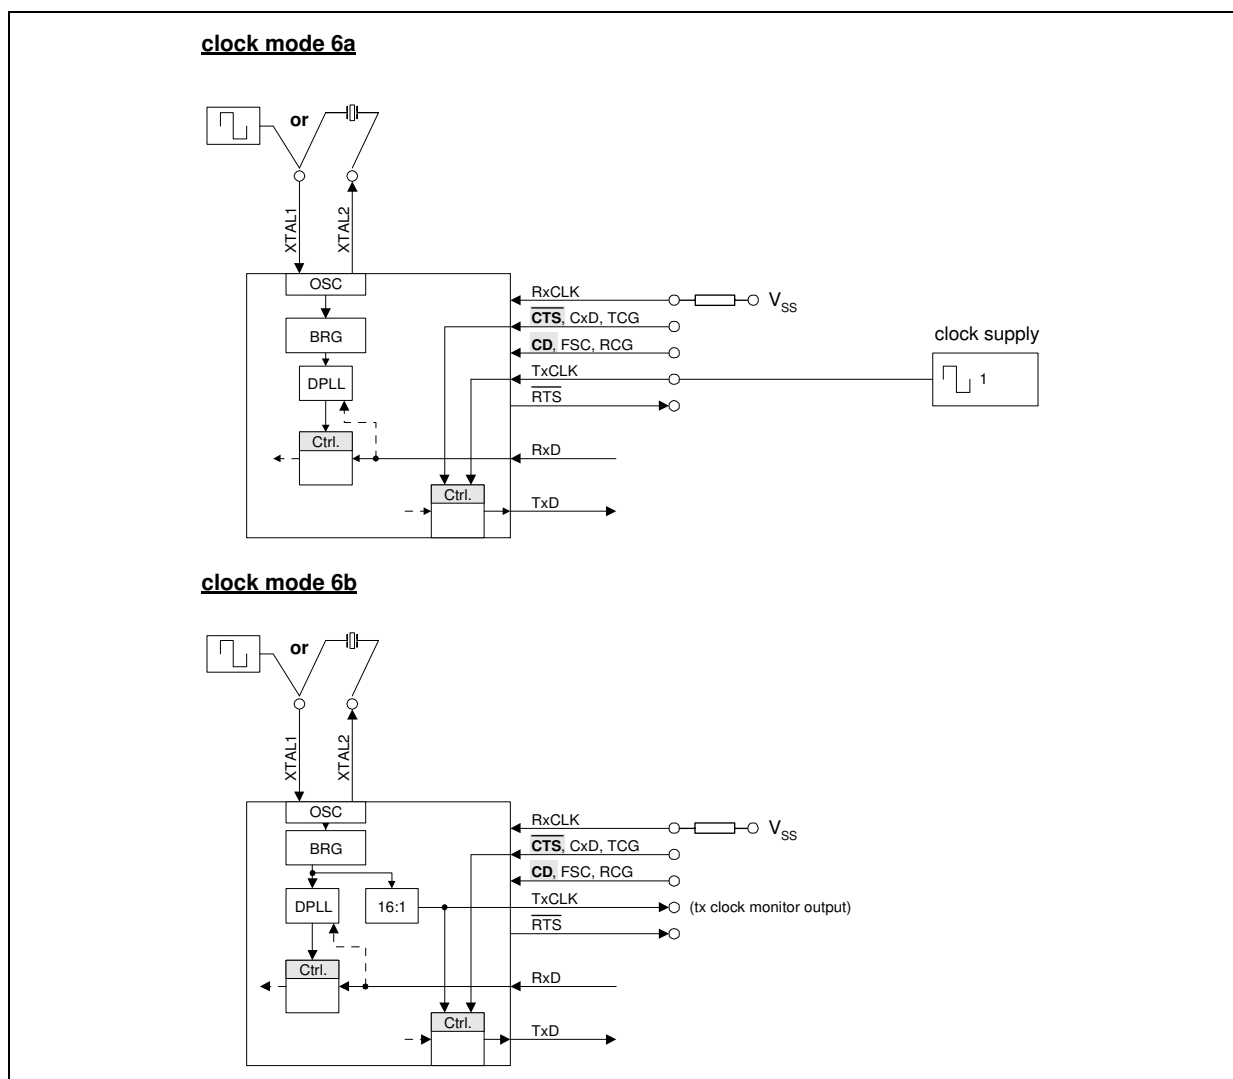 clock mode 6a
or
XTAL1
XTAL2
OSC
BRG
DPLL
Ctrl.
RxCLK
VSS
CTS, CxD, TCG
CD, FSC, RCG
TxCLK
RTS
clock supply
1
RxD
Ctrl.
TxD
clock mode 6b
or
XTAL1
XTAL2
OSC
BRG
DPLL
16:1
Ctrl.
RxCLK
VSS
CTS, CxD, TCG
CD, FSC, RCG
TxCLK
(tx clock monitor output)
RTS
RxD
Ctrl.
TxD